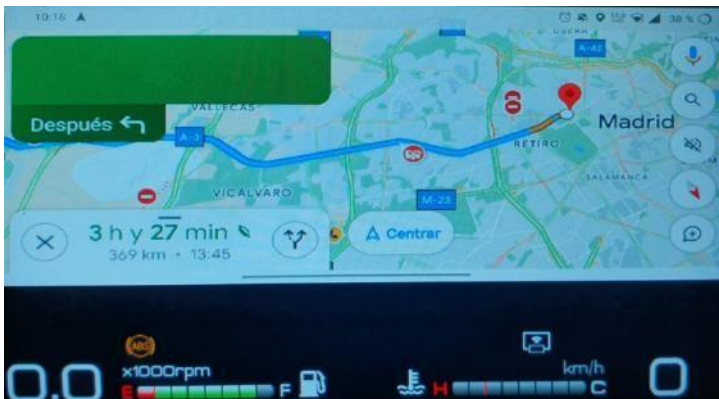 10:16
38 %
A-42
VALLECAS
Después
A-3
Madrid
RETIRO
SALAMANCA
VICÁLVARO
M-23
3 h y 27 min
369 km · 13:45
Centrar
ABS
x1000rpm
km/h
0.0
E
F
H
C
0